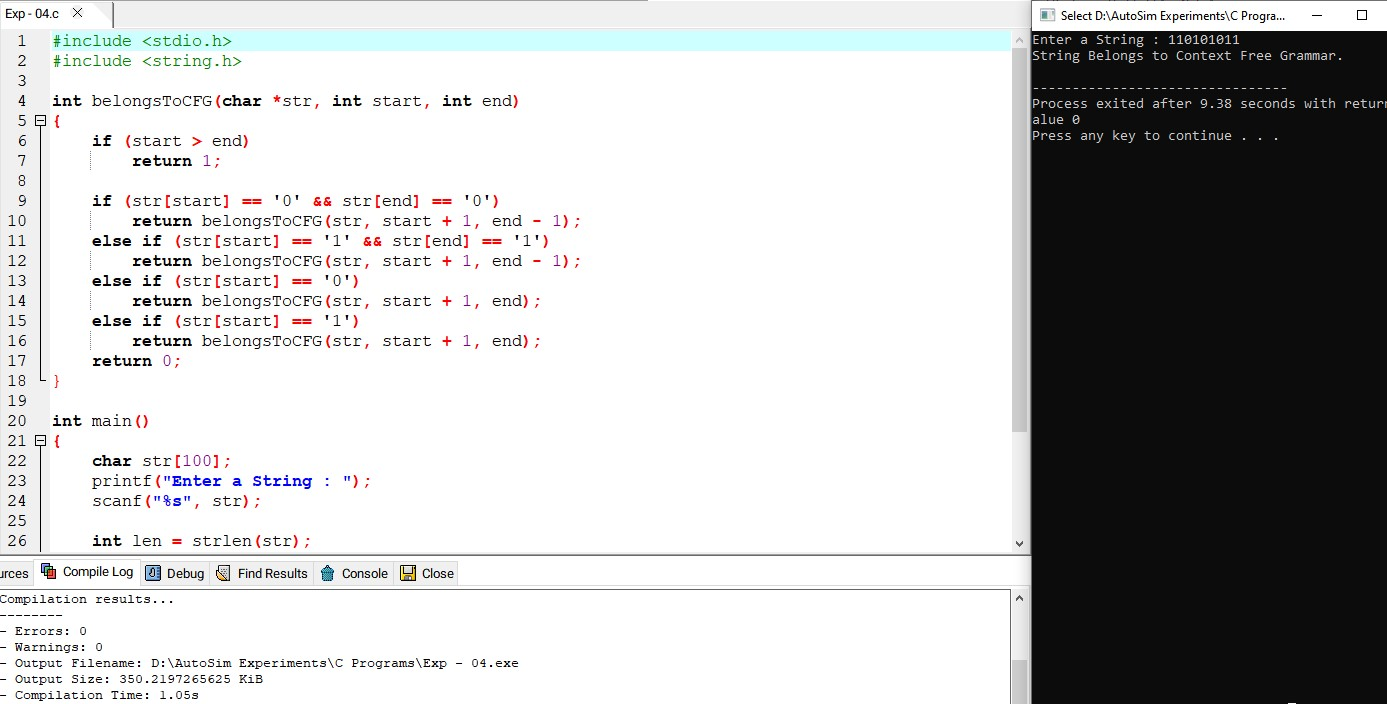 Exp - 04.c
1 #include <stdio.h>
2 #include <string.h>
3
4 int belongsToCFG(char *str, int start, int end)
5 {
6 if (start > end)
7 return 1;
8
9 if (str[start] == '0' && str[end] == '0')
10 return belongsToCFG(str, start + 1, end - 1);
11 else if (str[start] == '1' && str[end] == '1')
12 return belongsToCFG(str, start + 1, end - 1);
13 else if (str[start] == '0')
14 return belongsToCFG(str, start + 1, end);
15 else if (str[start] == '1')
16 return belongsToCFG(str, start + 1, end);
17 return 0;
18 }
19
20 int main()
21 {
22 char str[100];
23 printf("Enter a String : ");
24 scanf("%s", str);
25
26 int len = strlen(str);
urces Compile Log Debug Find Results Console Close
Compilation results...
--------
- Errors: 0
- Warnings: 0
- Output Filename: D:\AutoSim Experiments\C Programs\Exp - 04.exe
- Output Size: 350.2197265625 KiB
- Compilation Time: 1.05s
Select D:\AutoSim Experiments\C Progra...
Enter a String : 110101011
String Belongs to Context Free Grammar.
--------------------------------
Process exited after 9.38 seconds with retur
alue 0
Press any key to continue . . .